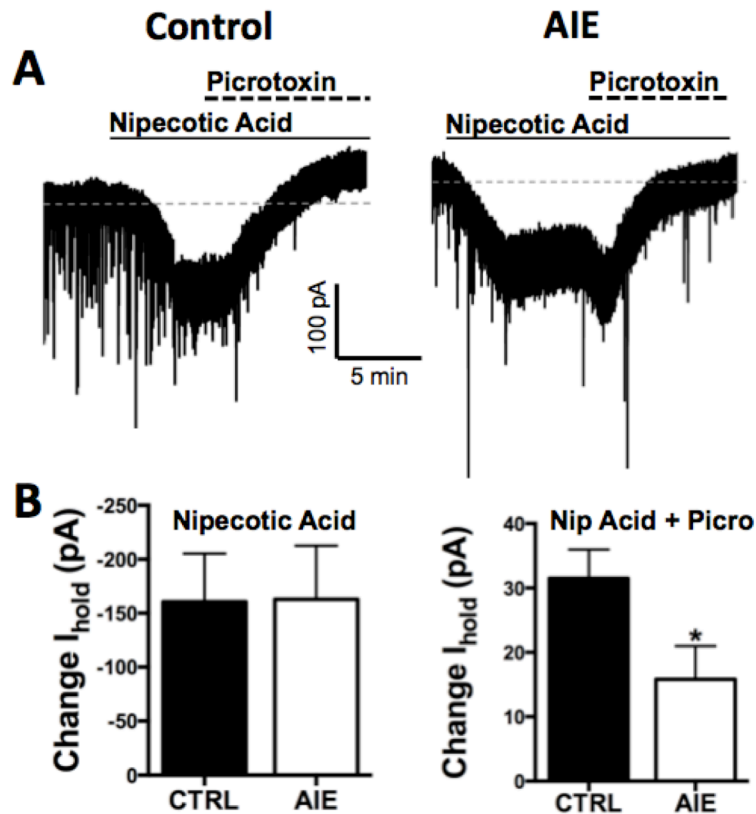 Control
AIE
A
Picrotoxin
Picrotoxin
Nipecotic Acid
Nipecotic Acid
100 pA
5 min
B
Change Ihold (pA)
-250
-200
-150
-100
-50
0
Nipecotic Acid
CTRL
AIE
Change Ihold (pA)
40
30
20
10
0
Nip Acid + Picro
*
CTRL
AIE